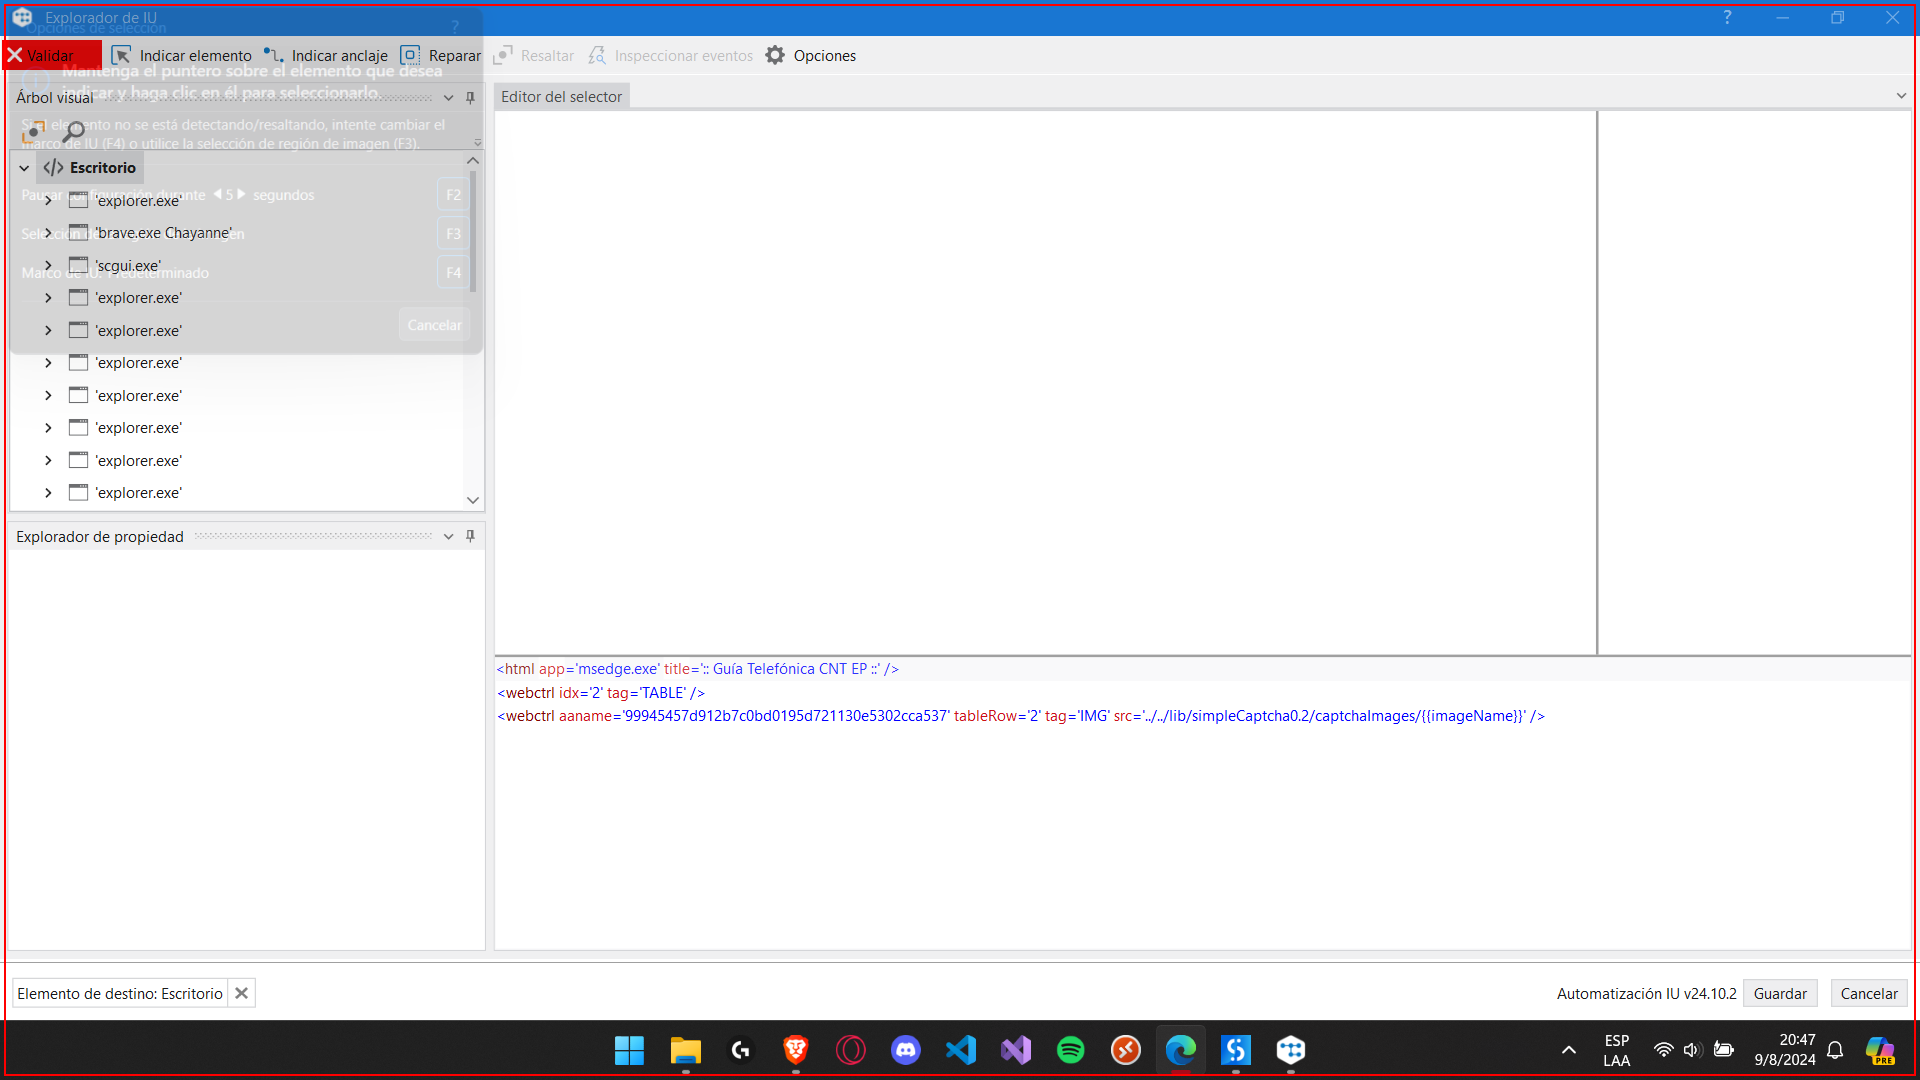 Explorador de IU
Opciones de selección
?
?
Validar
Indicar elemento
Indicar anclaje
Reparar
Resaltar
Inspeccionar eventos
Opciones
Mantenga el puntero sobre el elemento que desea
indicar y haga clic en él para seleccionarlo.
Árbol visual
Editor del selector
Si el elemento no se está detectando/resaltando, intente cambiar el
marco de IU (F4) o utilice la selección de región de imagen (F3).
Escritorio
Pausar configuración durante 5 segundos
F2
'explorer.exe'
'brave.exe Chayanne'
F3
'scgui.exe'
Marco de IU: Predeterminado
F4
'explorer.exe'
Cancelar
'explorer.exe'
'explorer.exe'
'explorer.exe'
'explorer.exe'
'explorer.exe'
'explorer.exe'
Explorador de propiedad
<html app='msedge.exe' title=':: Guía Telefónica CNT EP ::' />
<webctrl idx='2' tag='TABLE' />
<webctrl aaname='99945457d912b7c0bd0195d721130e5302cca537' tableRow='2' tag='IMG' src='../../lib/simpleCaptcha0.2/captchaImages/{{imageName}}' />
Elemento de destino: Escritorio
Automatización IU v24.10.2
Guardar
Cancelar
ESP
LAA
20:47
9/8/2024
PRE